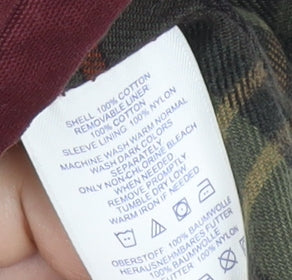 SHELL 100% COTTON
REMOVABLE LINER
100% COTTON
SLEEVE LINING 100% NYLON
MACHINE WASH WARM NORMAL
WASH DARK COLORS
SEPARATELY
ONLY NON-CHLORINE BLEACH
WHEN NEEDED
REMOVE PROMPTLY
TUMBLE DRY LOW
WARM IRON IF NEEDED
OBERSTOFF: 100% BAUMWOLLE
HERAUSNEHMBARES FUTTER
100% BAUMWOLLE
FUTTER
100% NYLON